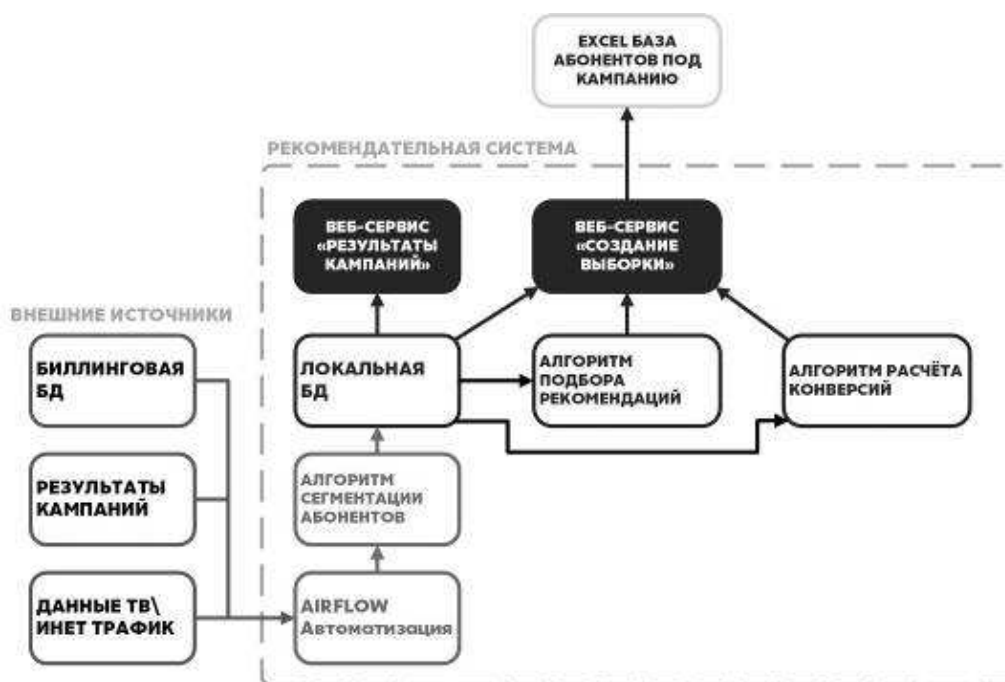 EXCEL БАЗА
АБОНЕНТОВ ПОД
КАМПАНИЮ
РЕКОМЕНДАТЕЛЬНАЯ СИСТЕМА
ВЕБ-СЕРВИС
«РЕЗУЛЬТАТЫ
КАМПАНИЙ»
ВЕБ-СЕРВИС
«СОЗДАНИЕ
ВЫБОРКИ»
ВНЕШНИЕ ИСТОЧНИКИ
БИЛЛИНГОВАЯ
БД
ЛОКАЛЬНАЯ
БД
АЛГОРИТМ
ПОДБОРА
РЕКОМЕНДАЦИЙ
АЛГОРИТМ РАСЧЁТА
КОНВЕРСИЙ
РЕЗУЛЬТАТЫ
КАМПАНИЙ
АЛГОРИТМ
СЕГМЕНТАЦИИ
АБОНЕНТОВ
ДАННЫЕ ТВ\
ИНЕТ ТРАФИК
AIRFLOW
Автоматизация